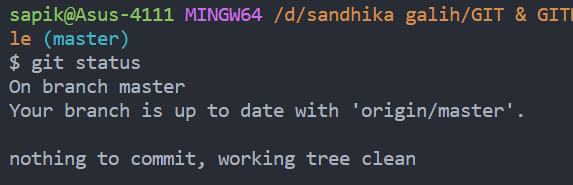 sapik@Asus-4111 MINGW64 /d/sandhika galih/GIT & GIT
le (master)
$ git status
On branch master
Your branch is up to date with 'origin/master'.
nothing to commit, working tree clean